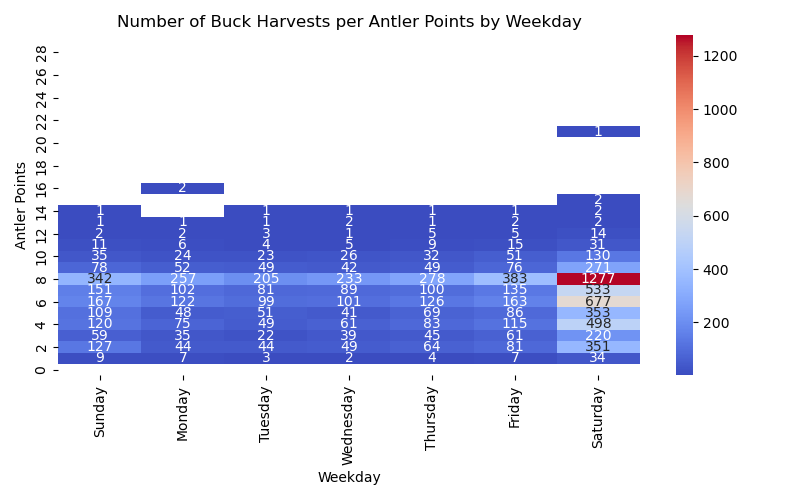 Number of Buck Harvests per Antler Points by Weekday
28
26
24
22
20
18
16
14
12
10
8
6
4
2
0
Antler Points
1
2
2
1 1 1 1 1 2
1 1 1 1 1 2 2
2 2 3 1 5 5 14
11 6 4 5 9 15 31
35 24 23 26 32 51 130
78 52 49 42 49 76 271
342 257 205 233 278 383 1277
151 102 81 89 100 135 533
167 122 99 101 126 163 677
109 48 51 41 69 86 353
120 75 49 61 83 115 498
59 35 22 39 45 61 220
127 44 44 49 64 81 351
9 7 3 2 4 7 34
Sunday Monday Tuesday Wednesday Thursday Friday Saturday
Weekday
1200
1000
800
600
400
200